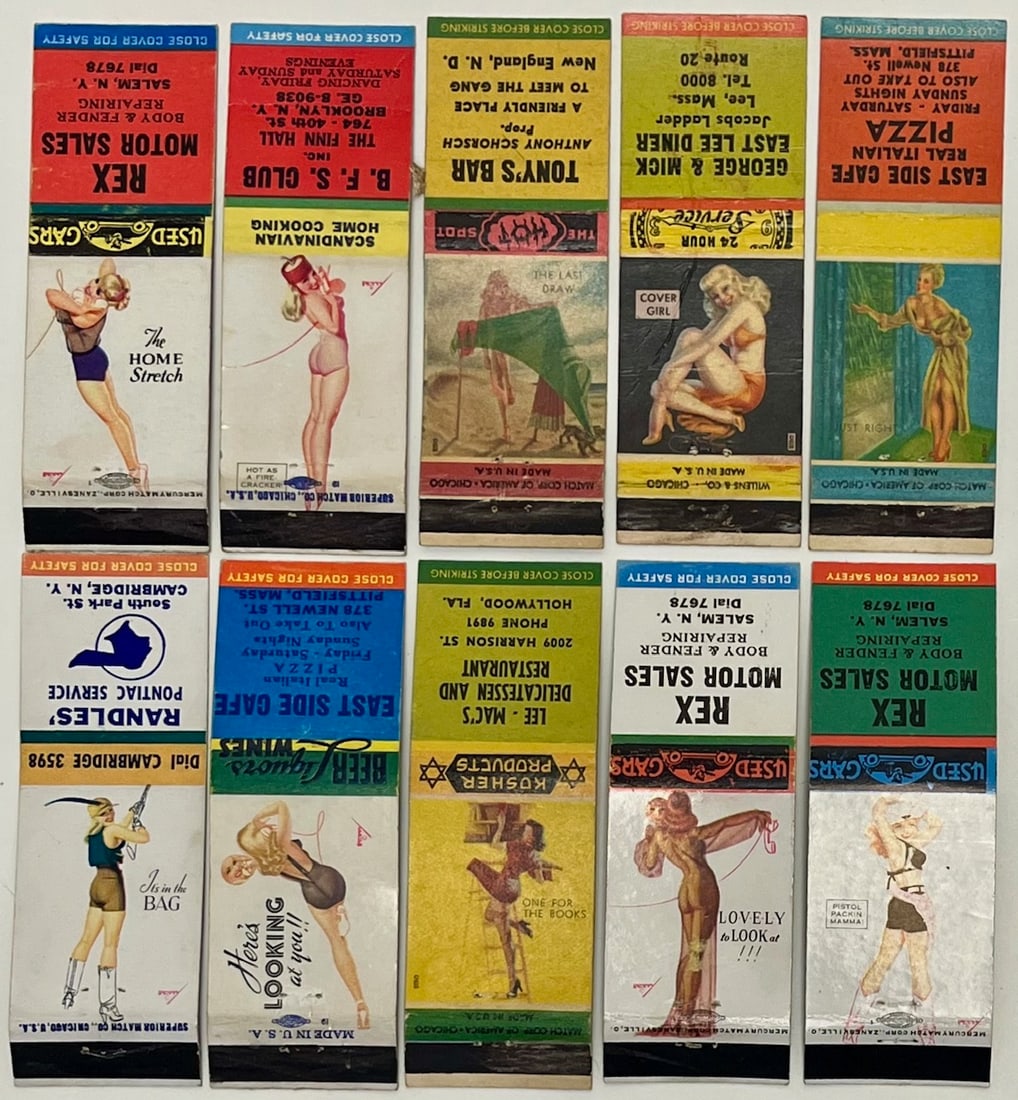 CLOSE COVER FOR SAFETY
REX
MOTOR SALES
BODY & FENDER
REPAIRING
SALEM, N. Y.
Dial 7678
USED CARS
The
HOME
Stretch
MERCURY MATCH CORP., ZANESVILLE, O.
CLOSE COVER FOR SAFETY
B. F. S. CLUB
INC.
THE FINN HALL
764 - 40th St.
BROOKLYN, N. Y.
GE. 8-9038
DANCING FRIDAY,
SATURDAY and SUNDAY
EVENINGS
SCANDINAVIAN
HOME COOKING
HOT AS
A FIRE-
CRACKER
SUPERIOR MATCH CO., CHICAGO, U.S.A.
CLOSE COVER BEFORE STRIKING
TONY'S BAR
ANTHONY SCHORSCH
Prop.
A FRIENDLY PLACE
TO MEET THE GANG
New England, N. D.
THE HOT SPOT
THE LAST
DRAW
MADE IN U.S.A.
MATCH CORP. OF AMERICA · CHICAGO
CLOSE COVER BEFORE STRIKING
GEORGE & MICK
EAST LEE DINER
Jacobs Ladder
Lee, Mass.
Tel. 8000
Route 20
24 HOUR
Service
COVER
GIRL
MADE IN U.S.A.
WILLENS & CO. · CHICAGO
CLOSE COVER BEFORE STRIKING
EAST SIDE CAFE
REAL ITALIAN
PIZZA
FRIDAY - SATURDAY
SUNDAY NIGHTS
ALSO TO TAKE OUT
378 Newell St.
PITTSFIELD, MASS.
JUST RIGHT
MADE IN U.S.A.
MATCH CORP. OF AMERICA · CHICAGO
CLOSE COVER FOR SAFETY
RANDLES'
PONTIAC SERVICE
South Park St.
CAMBRIDGE, N. Y.
Dial CAMBRIDGE 3598
Its in the
BAG
SUPERIOR MATCH CO., CHICAGO, U.S.A.
CLOSE COVER FOR SAFETY
EAST SIDE CAFE
Real Italian
PIZZA
Friday - Saturday
Sunday Nights
Also To Take Out
378 NEWELL ST.
PITTSFIELD, MASS.
BEER WINES
Liquors
Here's
LOOKING
at you!!
MADE IN U. S. A.
CLOSE COVER BEFORE STRIKING
LEE - MAC'S
DELICATESSEN AND
RESTAURANT
2009 HARRISON ST.
PHONE 9891
HOLLYWOOD, FLA.
KOSHER
PRODUCTS
ONE FOR
THE BOOKS
MADE IN U.S.A.
MATCH CORP. OF AMERICA · CHICAGO
CLOSE COVER FOR SAFETY
REX
MOTOR SALES
BODY & FENDER
REPAIRING
SALEM, N. Y.
Dial 7678
USED CARS
LOVELY
to LOOK at
!!!
MERCURY MATCH CORP., ZANESVILLE, O.
CLOSE COVER FOR SAFETY
REX
MOTOR SALES
BODY & FENDER
REPAIRING
SALEM, N. Y.
Dial 7678
USED CARS
PISTOL
PACKIN
MAMMA!
MERCURY MATCH CORP., ZANESVILLE, O.